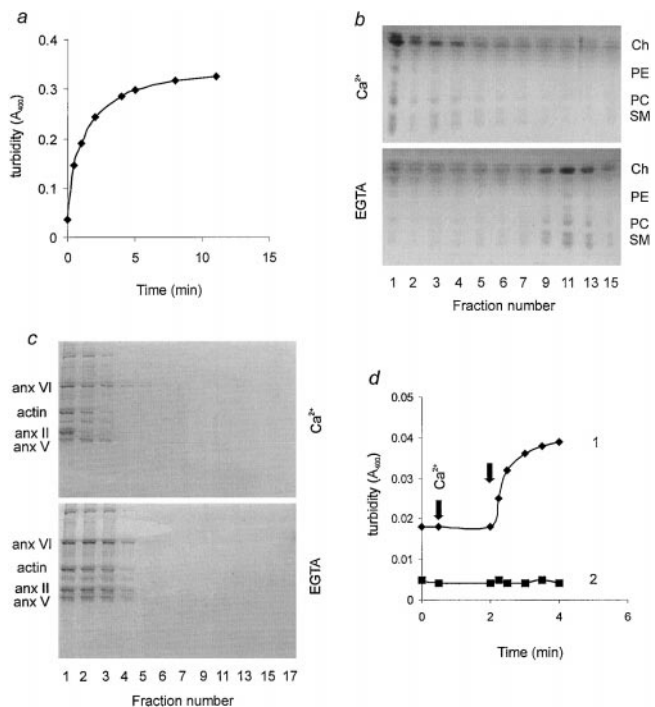 a
0.4
0.3
0.2
0.1
0
turbidity (A₄₀₀)
0 5 10 15
Time (min)
b
Ca²⁺
Ch
PE
PC
SM
EGTA
Ch
PE
PC
SM
1 2 3 4 5 6 7 9 11 13 15
Fraction number
c
anx VI
actin
anx II
anx V
Ca²⁺
anx VI
actin
anx II
anx V
EGTA
1 2 3 4 5 6 7 9 11 13 15 17
Fraction number
d
0.05
0.04
0.03
0.02
0.01
0
turbidity (A₄₀₀)
Ca²⁺
1
2
0 2 4 6
Time (min)